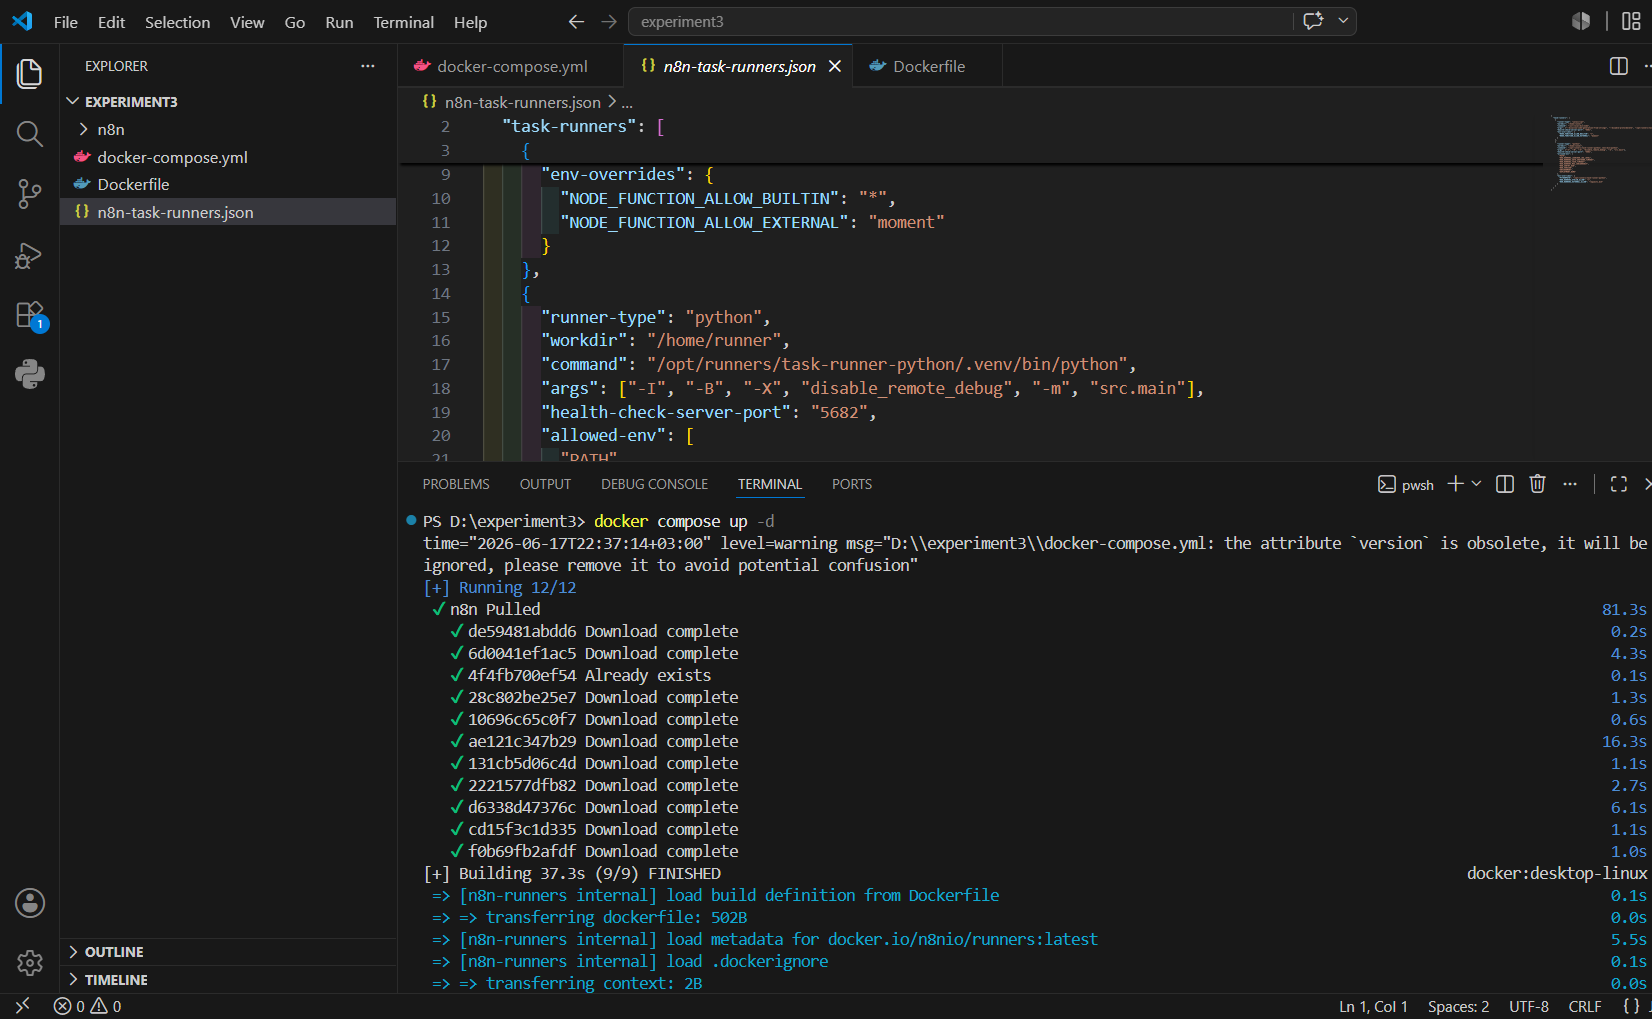 File Edit Selection View Go Run Terminal Help
experiment3
EXPLORER
EXPERIMENT3
n8n
docker-compose.yml
Dockerfile
{} n8n-task-runners.json
1
OUTLINE
TIMELINE
docker-compose.yml
{} n8n-task-runners.json
Dockerfile
{} n8n-task-runners.json > ...
2 "task-runners": [
3 {
9 "env-overrides": {
10 "NODE_FUNCTION_ALLOW_BUILTIN": "*",
11 "NODE_FUNCTION_ALLOW_EXTERNAL": "moment"
12 }
13 },
14 {
15 "runner-type": "python",
16 "workdir": "/home/runner",
17 "command": "/opt/runners/task-runner-python/.venv/bin/python",
18 "args": ["-I", "-B", "-X", "disable_remote_debug", "-m", "src.main"],
19 "health-check-server-port": "5682",
20 "allowed-env": [
21 "PATH"
PROBLEMS OUTPUT DEBUG CONSOLE TERMINAL PORTS
pwsh
PS D:\experiment3> docker compose up -d
time="2026-06-17T22:37:14+03:00" level=warning msg="D:\\experiment3\\docker-compose.yml: the attribute `version` is obsolete, it will be
ignored, please remove it to avoid potential confusion"
[+] Running 12/12
✓ n8n Pulled 81.3s
✓ de59481abdd6 Download complete 0.2s
✓ 6d0041ef1ac5 Download complete 4.3s
✓ 4f4fb700ef54 Already exists 0.1s
✓ 28c802be25e7 Download complete 1.3s
✓ 10696c65c0f7 Download complete 0.6s
✓ ae121c347b29 Download complete 16.3s
✓ 131cb5d06c4d Download complete 1.1s
✓ 2221577dfb82 Download complete 2.7s
✓ d6338d47376c Download complete 6.1s
✓ cd15f3c1d335 Download complete 1.1s
✓ f0b69fb2afdf Download complete 1.0s
[+] Building 37.3s (9/9) FINISHED docker:desktop-linux
=> [n8n-runners internal] load build definition from Dockerfile 0.1s
=> => transferring dockerfile: 502B 0.0s
=> [n8n-runners internal] load metadata for docker.io/n8nio/runners:latest 5.5s
=> [n8n-runners internal] load .dockerignore 0.1s
=> => transferring context: 2B 0.0s
0 0
Ln 1, Col 1 Spaces: 2 UTF-8 CRLF {}